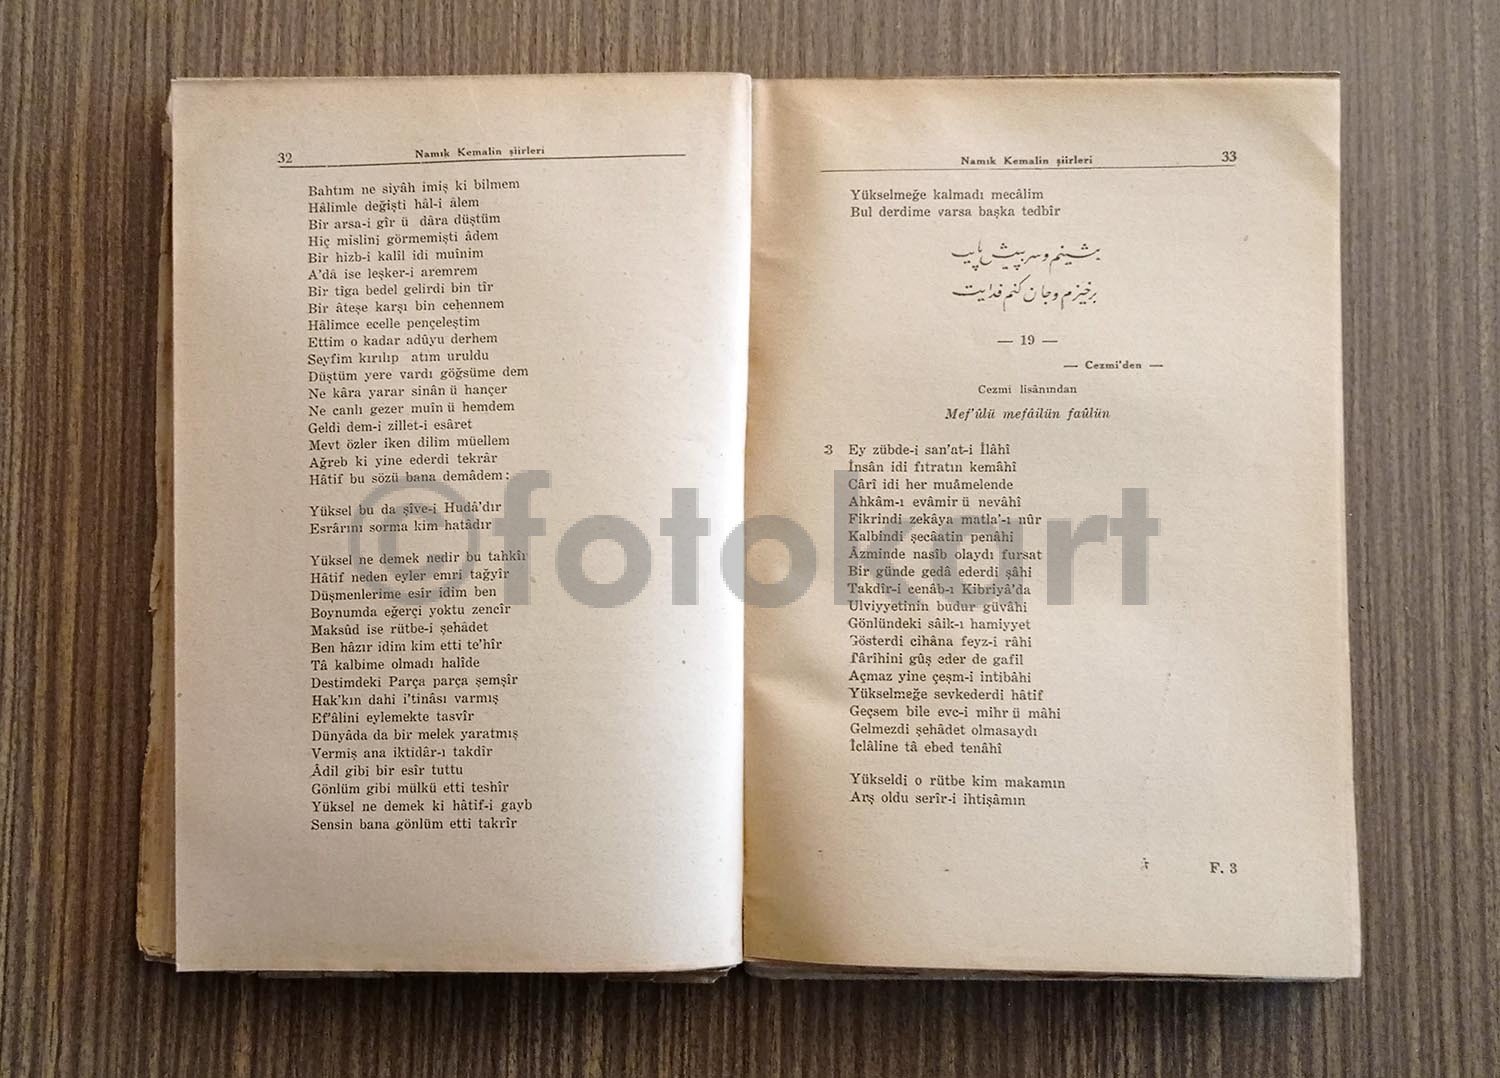 32
Namık Kemalin şiirleri
Bahtım ne siyâh imiş ki bilmem
Hâlimle değişti hâl-i âlem
Bir arsa-i gîr ü dâra düştüm
Hiç mislini görmemişti âdem
Bir hizb-i kalîl idi muînim
A'dâ ise leşker-i aremrem
Bir tîga bedel gelirdi bin tîr
Bir âteşe karşı bin cehennem
Hâlimce ecelle pençeleştim
Ettim o kadar adûyu derhem
Seyfim kırılıp atım uruldu
Düştüm yere vardı göğsüme dem
Ne kâra yarar sinân ü hançer
Ne canlı gezer muîn ü hemdem
Geldi dem-i zillet-i esâret
Mevt özler iken dilim müellem
Ağreb ki yine ederdi tekrâr
Hâtif bu sözü bana demâdem:
Yüksel bu da şîve-i Hudâ'dır
Esrârını sorma kim hatâdır
Yüksel ne demek nedir bu tahkîr
Hâtif neden eyler emri tağyîr
Düşmenlerime esîr idim ben
Boynumda eğerçi yoktu zencîr
Maksûd ise rütbe-i şehâdet
Ben hâzır idim kim etti te'hîr
Tâ kalbime olmadı halîde
Destimdeki Parça parça şemşîr
Hak'kın dahi i'tinâsı varmış
Ef'âlini eylemekte tasvîr
Dünyâda da bir melek yaratmış
Vermiş ana iktidâr-ı takdîr
Âdil gibi bir esîr tuttu
Gönlüm gibi mülkü etti teshîr
Yüksel ne demek ki hâtif-i gayb
Sensin bana gönlüm etti takrîr
Namık Kemalin şiirleri
33
Yükselmeğe kalmadı mecâlim
Bul derdime varsa başka tedbîr
بنشینم و سر پیش پایت
برخیزم و جان کنم فدایت
— 19 —
— Cezmi'den —
Cezmi lisânından
Mef'ûlü mefâilün faûlün
3 Ey zübde-i san'at-i İlâhî
İnsân idi fıtratın kemâhî
Cârî idi her muâmelende
Ahkâm-ı evâmir ü nevâhî
Fikrindi zekâya matla'-ı nûr
Kalbindi şecâatin penâhi
Âzminde nasîb olaydı fursat
Bir günde gedâ ederdi şâhi
Takdîr-i cenâb-ı Kibriyâ'da
Ulviyyetinin budur güvâhi
Gönlündeki sâik-ı hamiyyet
Gösterdi cihâna feyz-i râhi
Târîhini gûş eder de gafil
Açmaz yine çeşm-i intibâhi
Yükselmeğe sevkederdi hâtif
Geçsem bile evc-i mihr ü mâhi
Gelmezdi şehâdet olmasaydı
İclâline tâ ebed tenâhî
Yükseldi o rütbe kim makamın
Arş oldu serîr-i ihtişâmın
F. 3
©fotokart